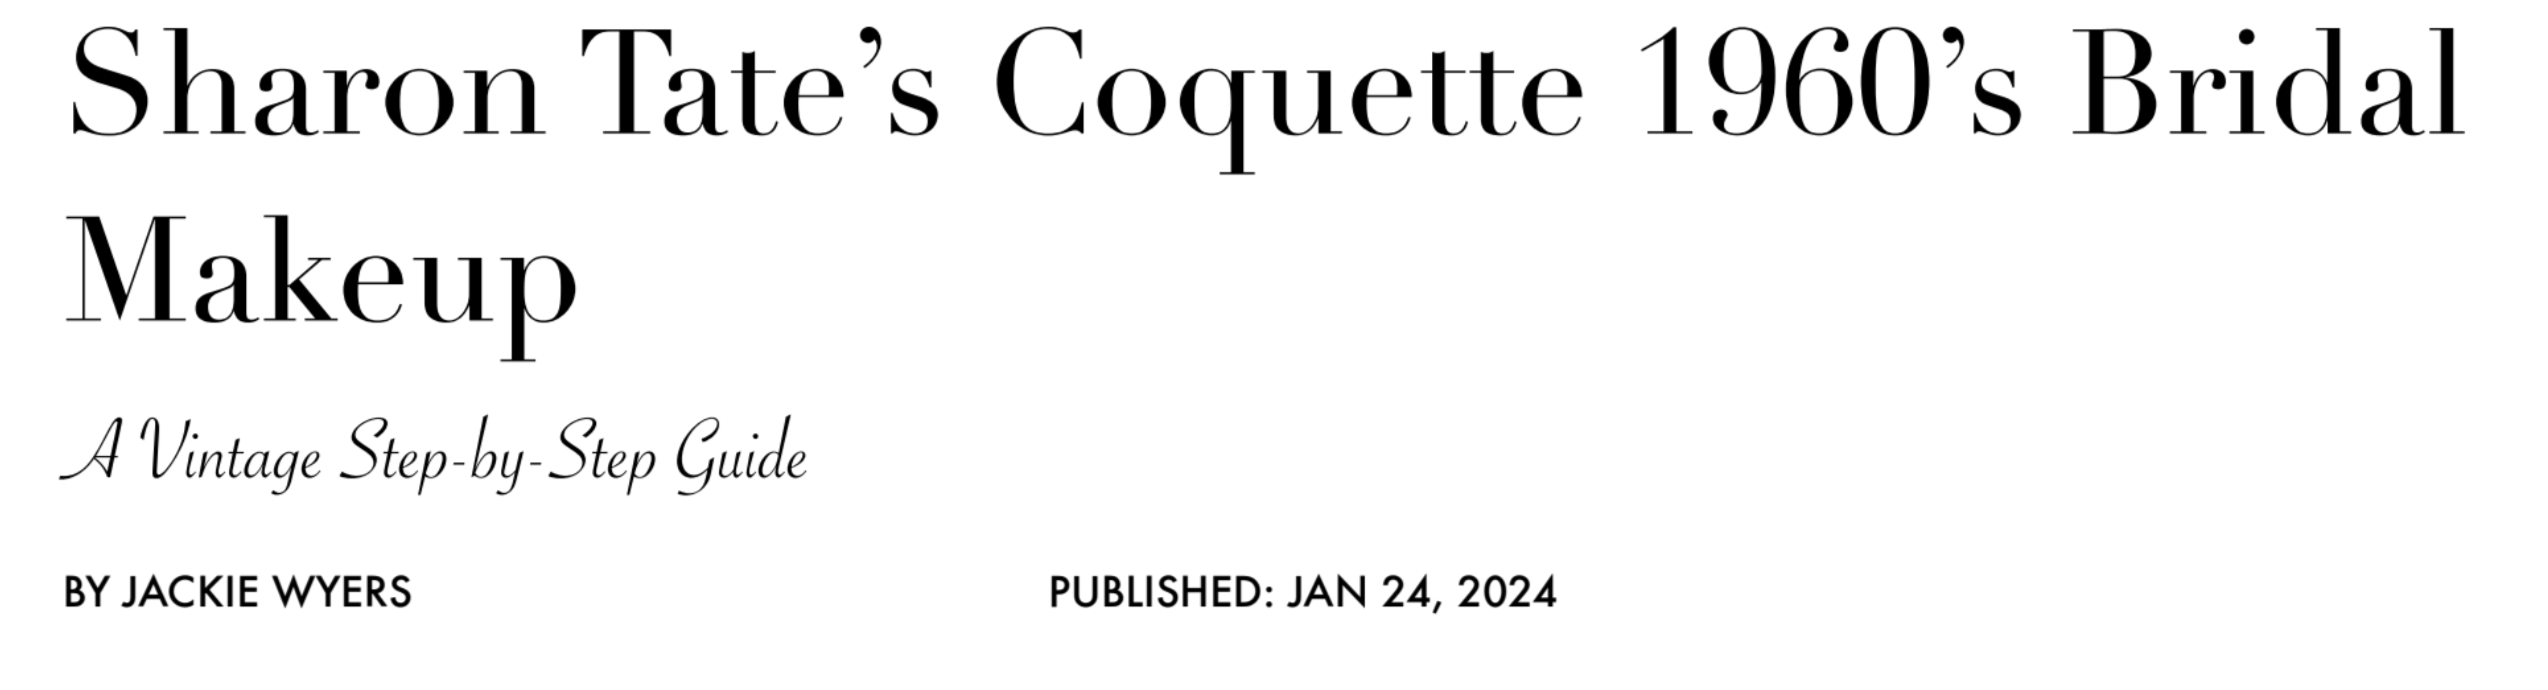 Sharon Tate’s Coquette 1960’s Bridal
Makeup
A Vintage Step-by-Step Guide
BY JACKIE WYERS
PUBLISHED: JAN 24, 2024